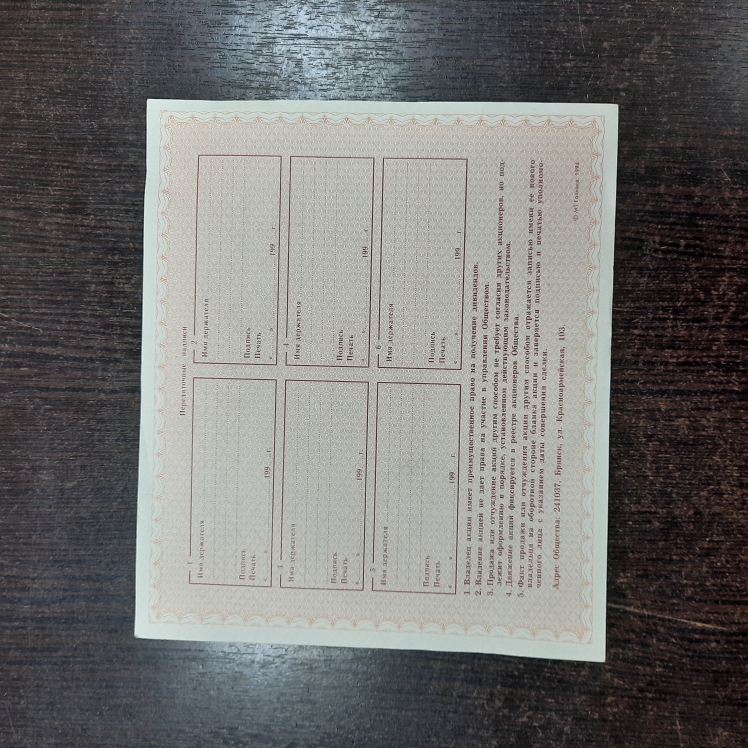 Передаточные надписи
1
Имя держателя
Подпись
Печать
« » 199 г.
2
Имя держателя
Подпись
Печать
« » 199 г.
3
Имя держателя
Подпись
Печать
« » 199 г.
4
Имя держателя
Подпись
Печать
« » 199 г.
5
Имя держателя
Подпись
Печать
« » 199 г.
6
Имя держателя
Подпись
Печать
« » 199 г.
1. Владелец акции имеет преимущественное право на получение дивидендов.
2. Владение акцией не дает права на участие в управлении Обществом.
3. Продажа или отчуждение акций другим способом не требует согласия других акционеров, но под-
лежит оформлению в порядке, установленном действующим законодательством.
4. Движение акций фиксируется в реестре акционеров Общества.
5. Факт продажи или отчуждения акции другим способом отражается записью имени ее нового
владельца на оборотной стороне бланка акции и заверяется подписью и печатью уполномо-
ченного лица с указанием даты совершения сделки.
Адрес Общества: 241037, Брянск, ул. Красноармейская, 103.